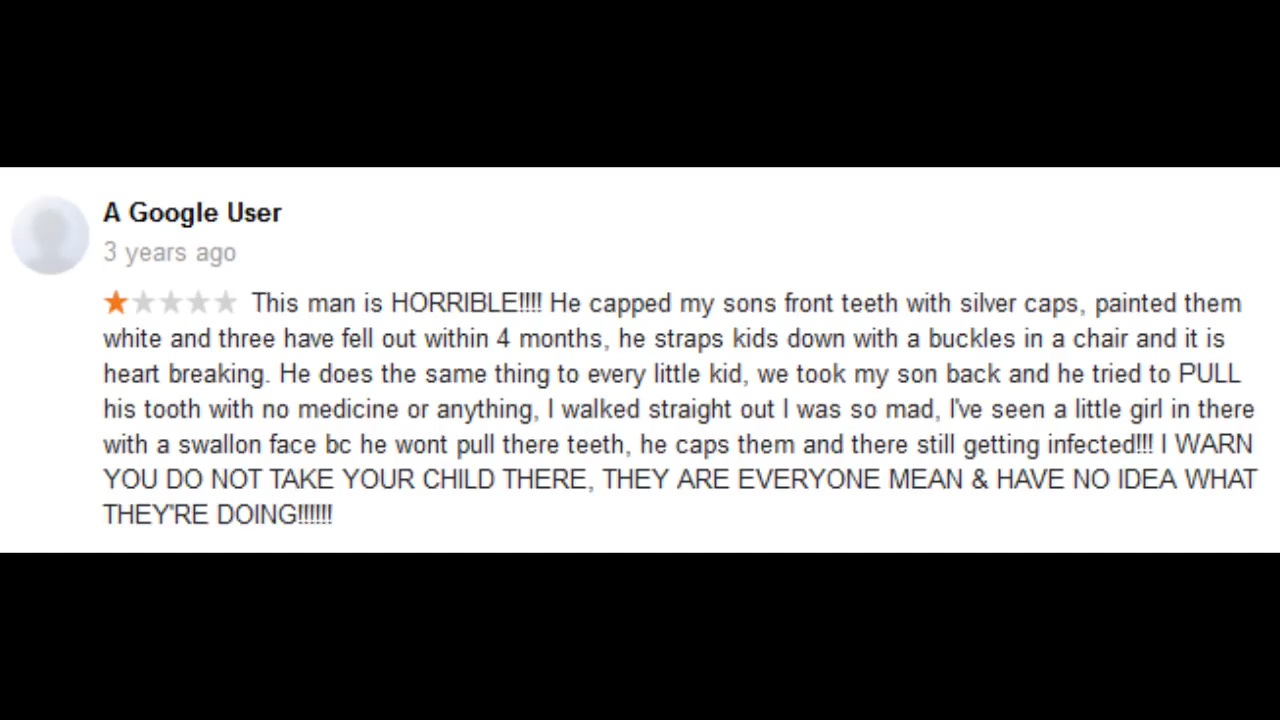 A Google User
3 years ago
This man is HORRIBLE!!!! He capped my sons front teeth with silver caps, painted them
white and three have fell out within 4 months, he straps kids down with a buckles in a chair and it is
heart breaking. He does the same thing to every little kid, we took my son back and he tried to PULL
his tooth with no medicine or anything, I walked straight out I was so mad, I've seen a little girl in there
with a swallon face bc he wont pull there teeth, he caps them and there still getting infected!!! I WARN
YOU DO NOT TAKE YOUR CHILD THERE, THEY ARE EVERYONE MEAN & HAVE NO IDEA WHAT
THEY'RE DOING!!!!!!